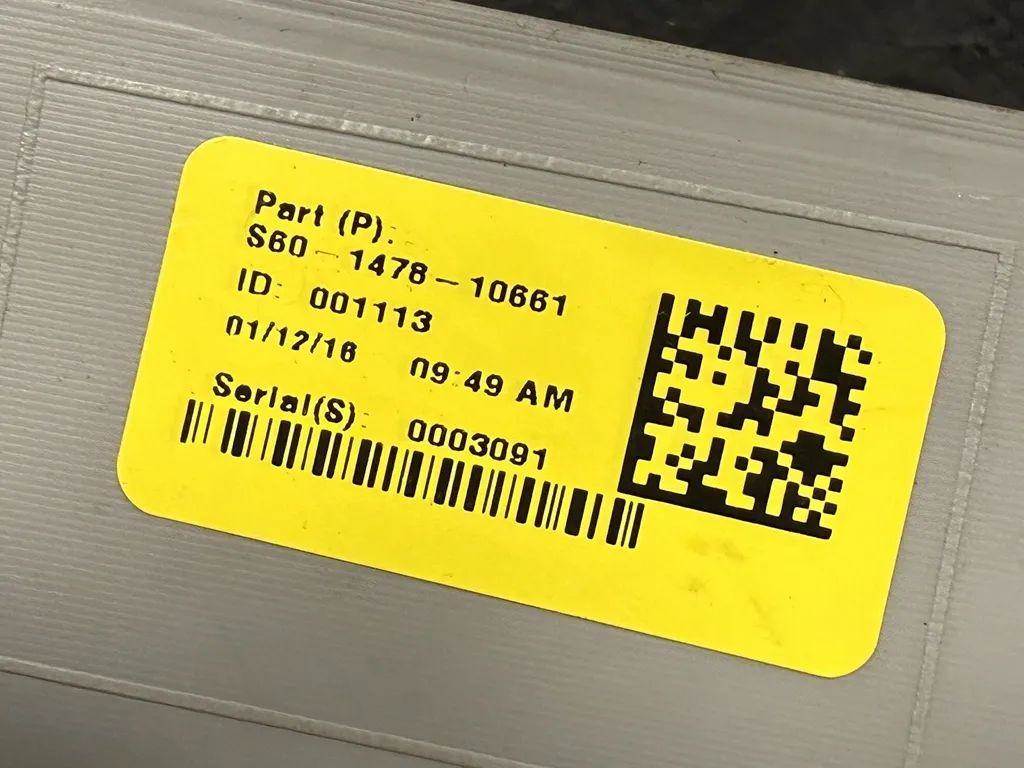 Part (P):
S60-1478-10661
ID: 001113
01/12/16 09:49 AM
Serial(S): 0003091